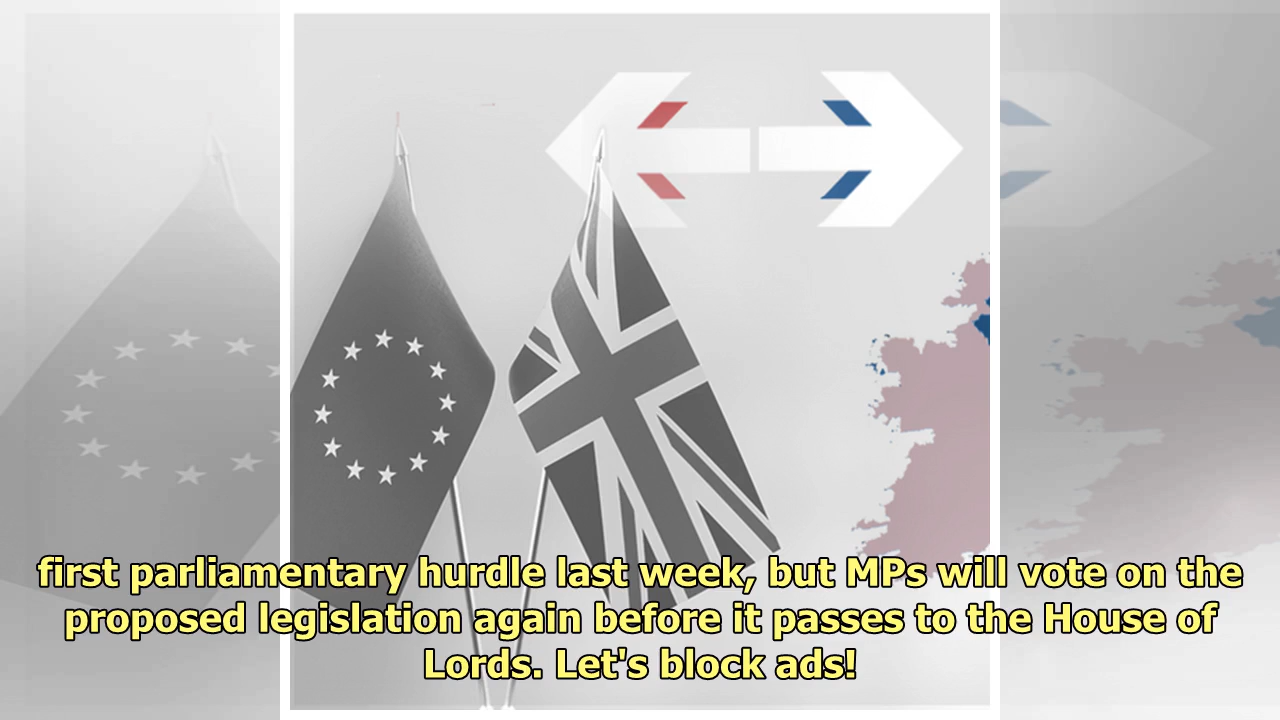 first parliamentary hurdle last week, but MPs will vote on the
proposed legislation again before it passes to the House of
Lords. Let's block ads!